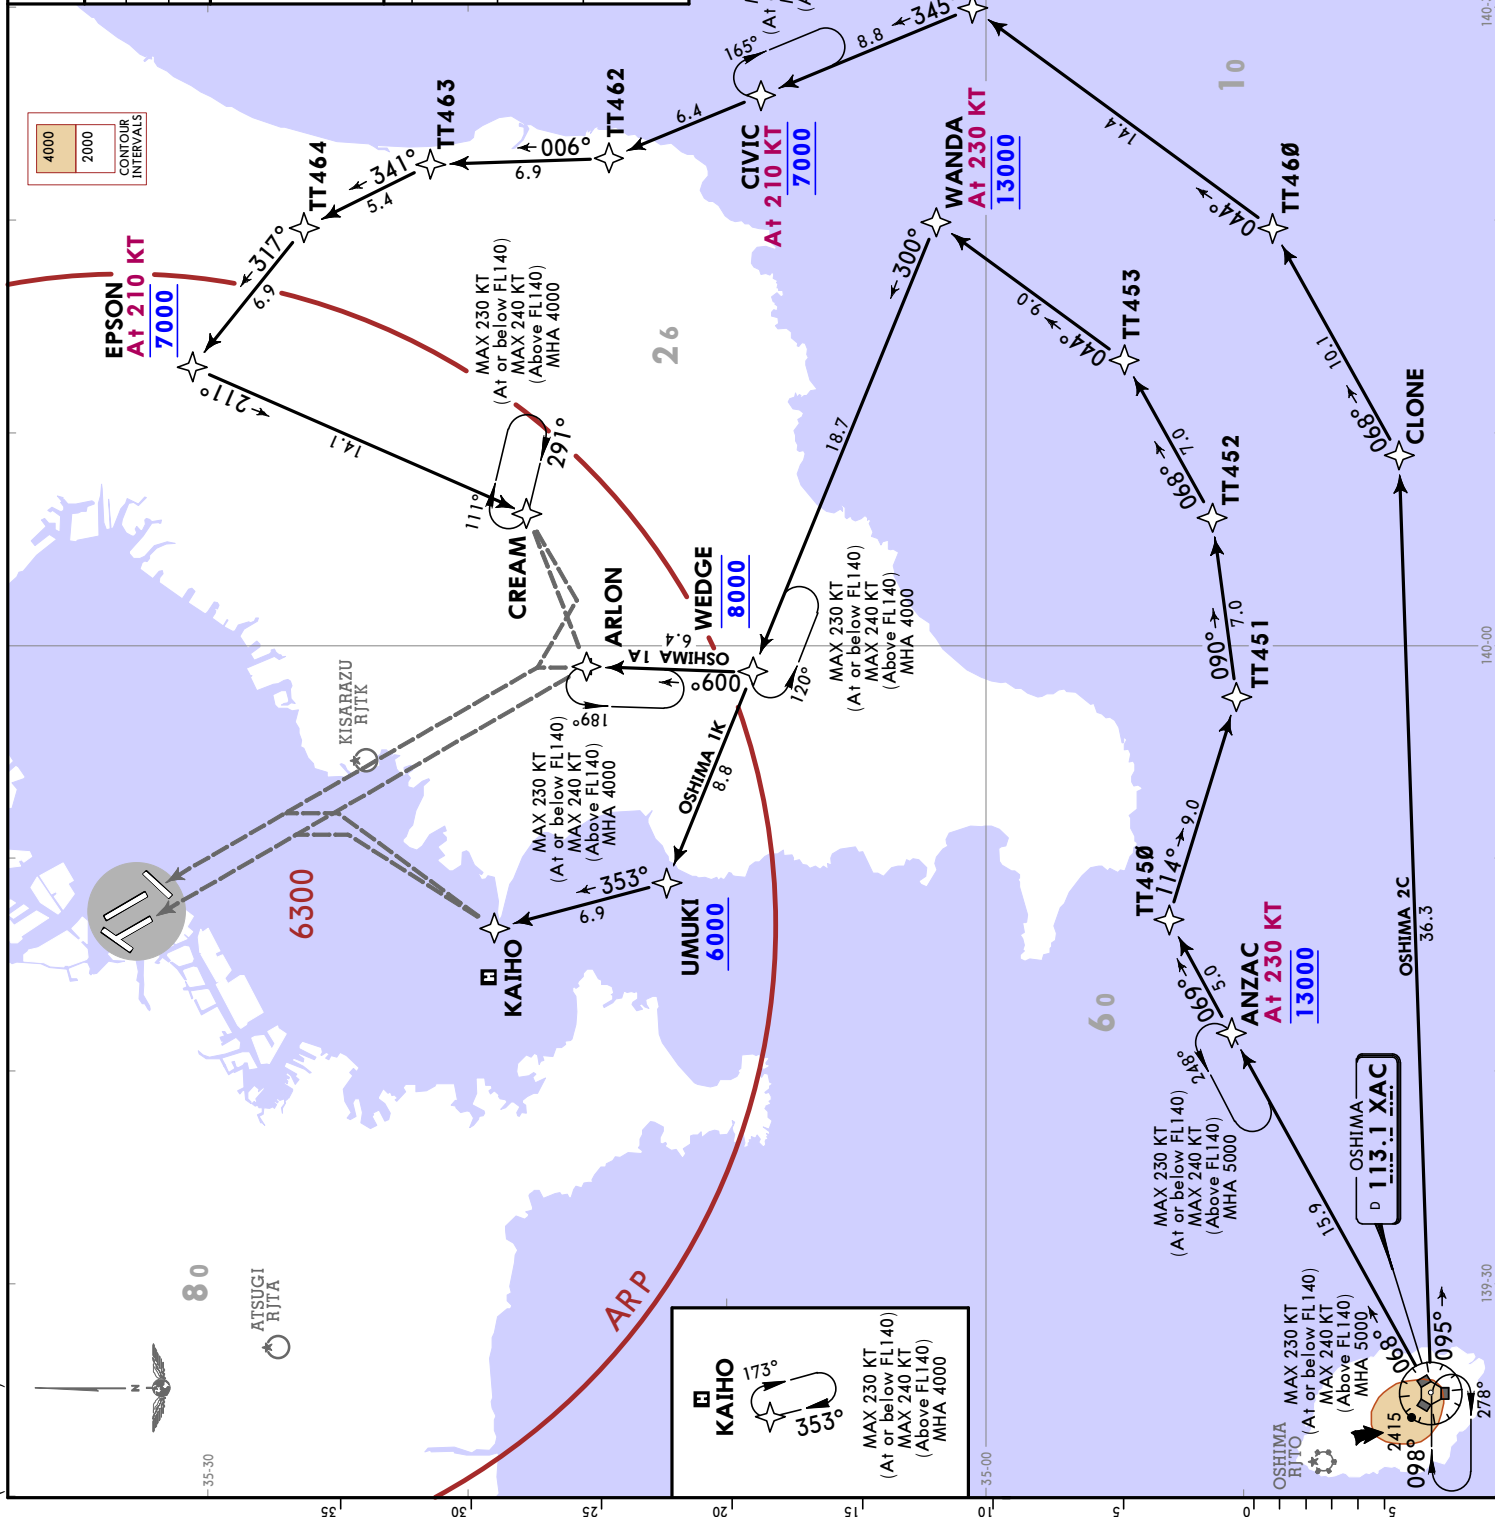 4000
2000
CONTOUR
INTERVALS
TT464
TT463
TT462
341°
5.4
006°
6.9
6.4
317°
6.9
EPSON
At 210 KT
7000
211°
14.1
165°
8.8
345
CIVIC
At 210 KT
7000
WANDA
At 230 KT
13000
300°
18.7
14.4
10
140-00
TT460
044°
10.1
068°
CLONE
TT453
044°
9.0
TT452
068°
7.0
TT451
090°
7.0
TT450
114°
9.0
MAX 230 KT
(At or below FL140)
MAX 240 KT
(Above FL140)
MHA 4000
26
111°
291°
CREAM
ARLON
WEDGE
8000
6.4
OSHIMA 1A
009°
189°
120°
MAX 230 KT
(At or below FL140)
MAX 240 KT
(Above FL140)
MHA 4000
MAX 230 KT
(At or below FL140)
MAX 240 KT
(Above FL140)
MHA 4000
KISARAZU
RJTK
OSHIMA 1K
8.8
353°
6.9
UMUKI
6000
H
KAIHO
6300
ANZAC
At 230 KT
13000
069°
5.0
60
248°
MAX 230 KT
(At or below FL140)
MAX 240 KT
(Above FL140)
MHA 5000
OSHIMA 2C
36.3
15.9
OSHIMA
D 113.1 XAC
80
ATSUGI
RJTA
N
ARP
35-30
35-00
139-30
H
KAIHO
173°
353°
MAX 230 KT
(At or below FL140)
MAX 240 KT
(Above FL140)
MHA 4000
MAX 230 KT
(At or below FL140)
MAX 240 KT
(Above FL140)
MHA 5000
068°
095°
278°
098°
2415
OSHIMA
RJTO
35
30
25
20
15
10
5
0
5